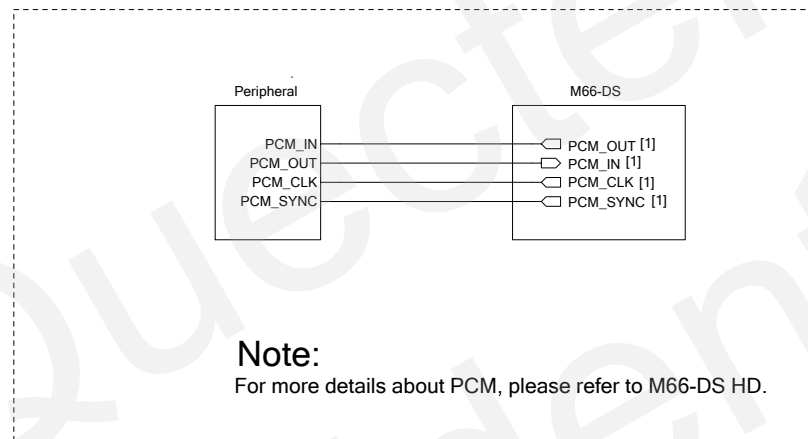 Peripheral
M66-DS
PCM_IN
PCM_OUT
PCM_CLK
PCM_SYNC
PCM_OUT [1]
PCM_IN [1]
PCM_CLK [1]
PCM_SYNC [1]
Note:
For more details about PCM, please refer to M66-DS HD.